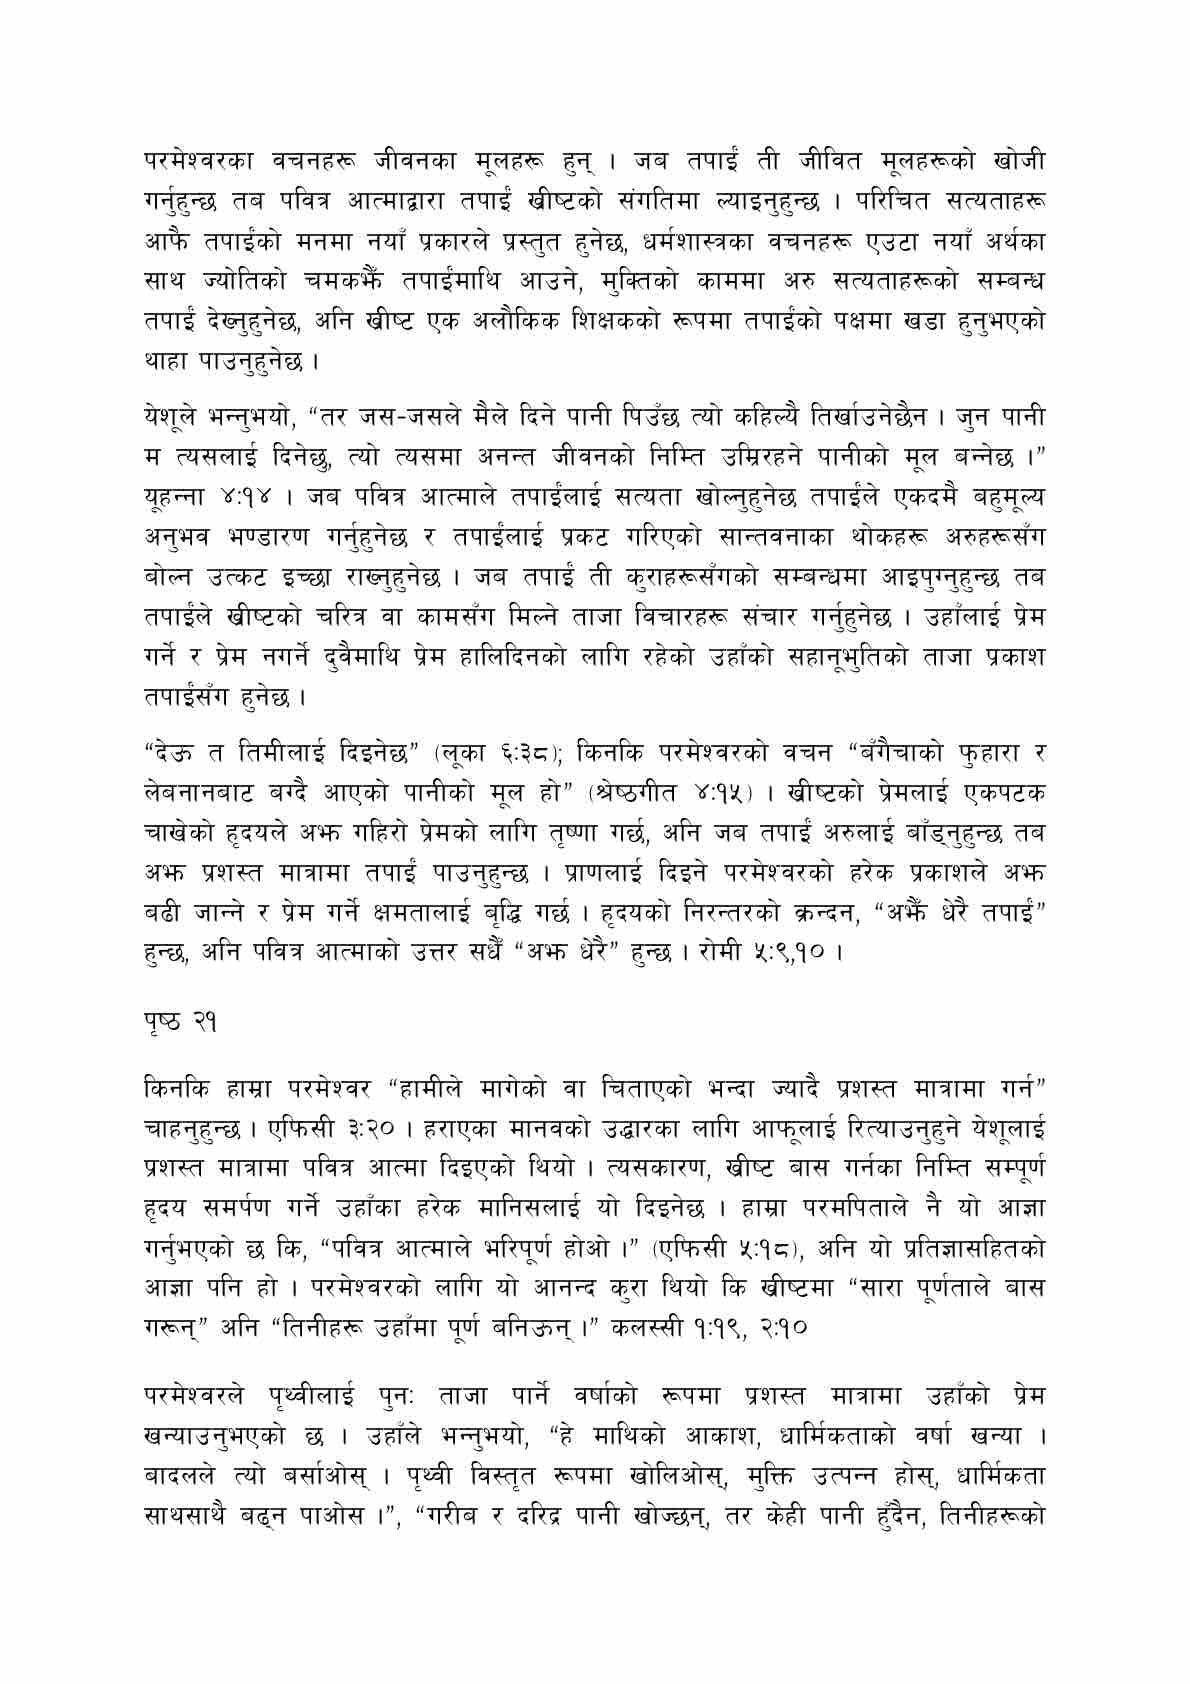 परमेश्वरका वचनहरू जीवनका मूलहरू हुन् । जब तपाईं ती जीवित मूलहरूको खोजी
गर्नुहुन्छ तब पवित्र आत्माद्वारा तपाईं ख्रीष्टको संगतिमा ल्याइनुहुन्छ । परिचित सत्यताहरू
आफै तपाईंको मनमा नयाँ प्रकारले प्रस्तुत हुनेछ, धर्मशास्त्रका वचनहरू एउटा नयाँ अर्थका
साथ ज्योतिको चमकझैँ तपाईंमाथि आउने, मुक्तिको काममा अरु सत्यताहरूको सम्बन्ध
तपाईं देख्नुहुनेछ, अनि ख्रीष्ट एक अलौकिक शिक्षकको रूपमा तपाईंको पक्षमा खडा हुनुभएको
थाहा पाउनुहुनेछ ।
येशूले भन्नुभयो, “तर जस-जसले मैले दिने पानी पिउँछ त्यो कहिल्यै तिर्खाउनेछैन । जुन पानी
म त्यसलाई दिनेछु, त्यो त्यसमा अनन्त जीवनको निम्ति उम्रिरहने पानीको मूल बन्नेछ ।”
यूहन्ना ४:१४ । जब पवित्र आत्माले तपाईंलाई सत्यता खोल्नुहुनेछ तपाईंले एकदमै बहुमूल्य
अनुभव भण्डारण गर्नुहुनेछ र तपाईंलाई प्रकट गरिएको सान्तवनाका थोकहरू अरुहरूसँग
बोल्न उत्कट इच्छा राख्नुहुनेछ । जब तपाईं ती कुराहरूसँगको सम्बन्धमा आइपुग्नुहुन्छ तब
तपाईंले ख्रीष्टको चरित्र वा कामसँग मिल्ने ताजा विचारहरू संचार गर्नुहुनेछ । उहाँलाई प्रेम
गर्ने र प्रेम नगर्ने दुवैमाथि प्रेम हालिदिनको लागि रहेको उहाँको सहानूभुतिको ताजा प्रकाश
तपाईंसँग हुनेछ ।
“देऊ त तिमीलाई दिइनेछ” (लूका ६:३८); किनकि परमेश्वरको वचन “बँगैचाको फुहारा र
लेबनानबाट बग्दै आएको पानीको मूल हो” (श्रेष्ठगीत ४:१५) । ख्रीष्टको प्रेमलाई एकपटक
चाखेको हृदयले अझ गहिरो प्रेमको लागि तृष्णा गर्छ, अनि जब तपाईं अरुलाई बाँड्नुहुन्छ तब
अझ प्रशस्त मात्रामा तपाईं पाउनुहुन्छ । प्राणलाई दिइने परमेश्वरको हरेक प्रकाशले अझ
बढी जान्ने र प्रेम गर्ने क्षमतालाई बृद्धि गर्छ । हृदयको निरन्तरको क्रन्दन, “अझैँ धेरै तपाईं”
हुन्छ, अनि पवित्र आत्माको उत्तर सधैँ “अझ धेरै” हुन्छ । रोमी ५:९,१० ।
पृष्ठ २१
किनकि हाम्रा परमेश्वर “हामीले मागेको वा चिताएको भन्दा ज्यादै प्रशस्त मात्रामा गर्न”
चाहनुहुन्छ । एफिसी ३:२० । हराएका मानवको उद्धारका लागि आफूलाई रित्याउनुहुने येशूलाई
प्रशस्त मात्रामा पवित्र आत्मा दिइएको थियो । त्यसकारण, ख्रीष्ट बास गर्नका निम्ति सम्पूर्ण
हृदय समर्पण गर्ने उहाँका हरेक मानिसलाई यो दिइनेछ । हाम्रा परमपिताले नै यो आज्ञा
गर्नुभएको छ कि, “पवित्र आत्माले भरिपूर्ण होओ ।” (एफिसी ५:१८), अनि यो प्रतिज्ञासहितको
आज्ञा पनि हो । परमेश्वरको लागि यो आनन्द कुरा थियो कि ख्रीष्टमा “सारा पूर्णताले बास
गरून्” अनि “तिनीहरू उहाँमा पूर्ण बनिऊन् ।” कलस्सी १:१९, २:१०
परमेश्वरले पृथ्वीलाई पुनः ताजा पार्ने वर्षाको रूपमा प्रशस्त मात्रामा उहाँको प्रेम
खन्याउनुभएको छ । उहाँले भन्नुभयो, “हे माथिको आकाश, धार्मिकताको वर्षा खन्या ।
बादलले त्यो बर्साओस् । पृथ्वी विस्तृत रूपमा खोलिओस्, मुक्ति उत्पन्न होस्, धार्मिकता
साथसाथै बढ्न पाओस ।”, “गरीब र दरिद्र पानी खोज्छन्, तर केही पानी हुँदैन, तिनीहरूको